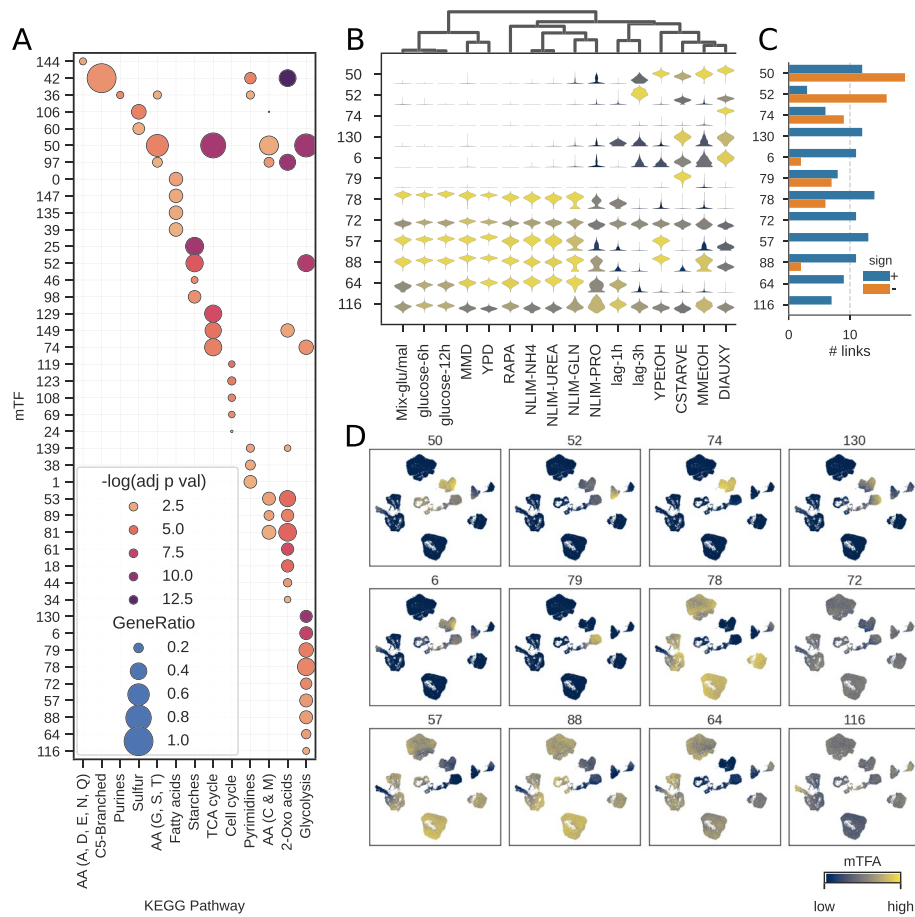 A
144
42
36
106
60
50
97
0
147
135
39
25
52
46
98
129
149
74
119
123
108
69
24
139
38
1
53
89
81
61
18
44
34
130
6
79
78
72
57
88
64
116
mTF
-log(adj p val)
2.5
5.0
7.5
10.0
12.5
GeneRatio
0.2
0.4
0.6
0.8
1.0
AA (A, D, E, N, Q)
C5-Branched
Purines
Sulfur
AA (G, S, T)
Fatty acids
Starches
TCA cycle
Cell cycle
Pyrimidines
AA (C & M)
2-Oxo acids
Glycolysis
KEGG Pathway
B
50
52
74
130
6
79
78
72
57
88
64
116
Mix-glu/mal
glucose-6h
glucose-12h
MMD
YPD
RAPA
NLIM-NH4
NLIM-UREA
NLIM-GLN
NLIM-PRO
lag-1h
lag-3h
YPEtOH
CSTARVE
MMEtOH
DIAUXY
C
50
52
74
130
6
79
78
72
57
88
64
116
sign
+
-
0
10
# links
D
50
52
74
130
6
79
78
72
57
88
64
116
mTFA
low
high